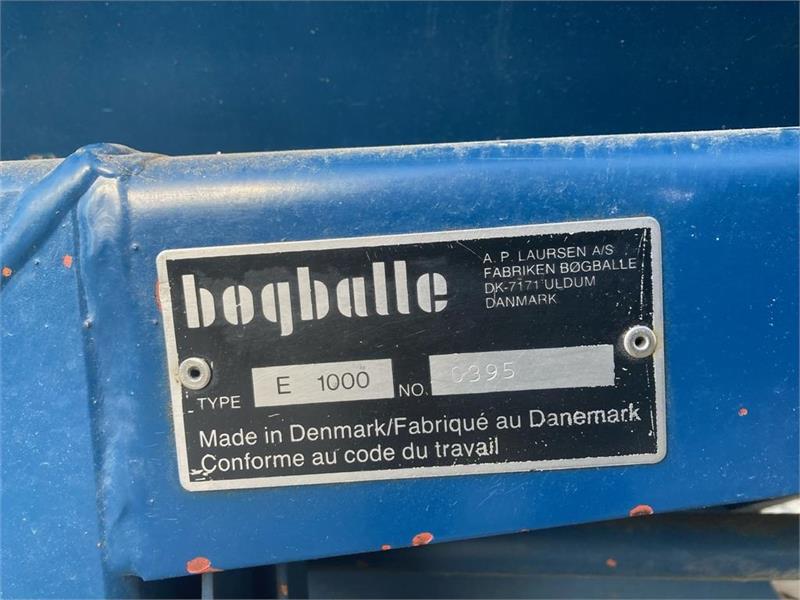 bøgballe
A. P. LAURSEN A/S
FABRIKEN BØGBALLE
DK-7171 ULDUM
DANMARK
TYPE E 1000 NO. 0395
Made in Denmark/Fabriqué au Danemark
Conforme au code du travail